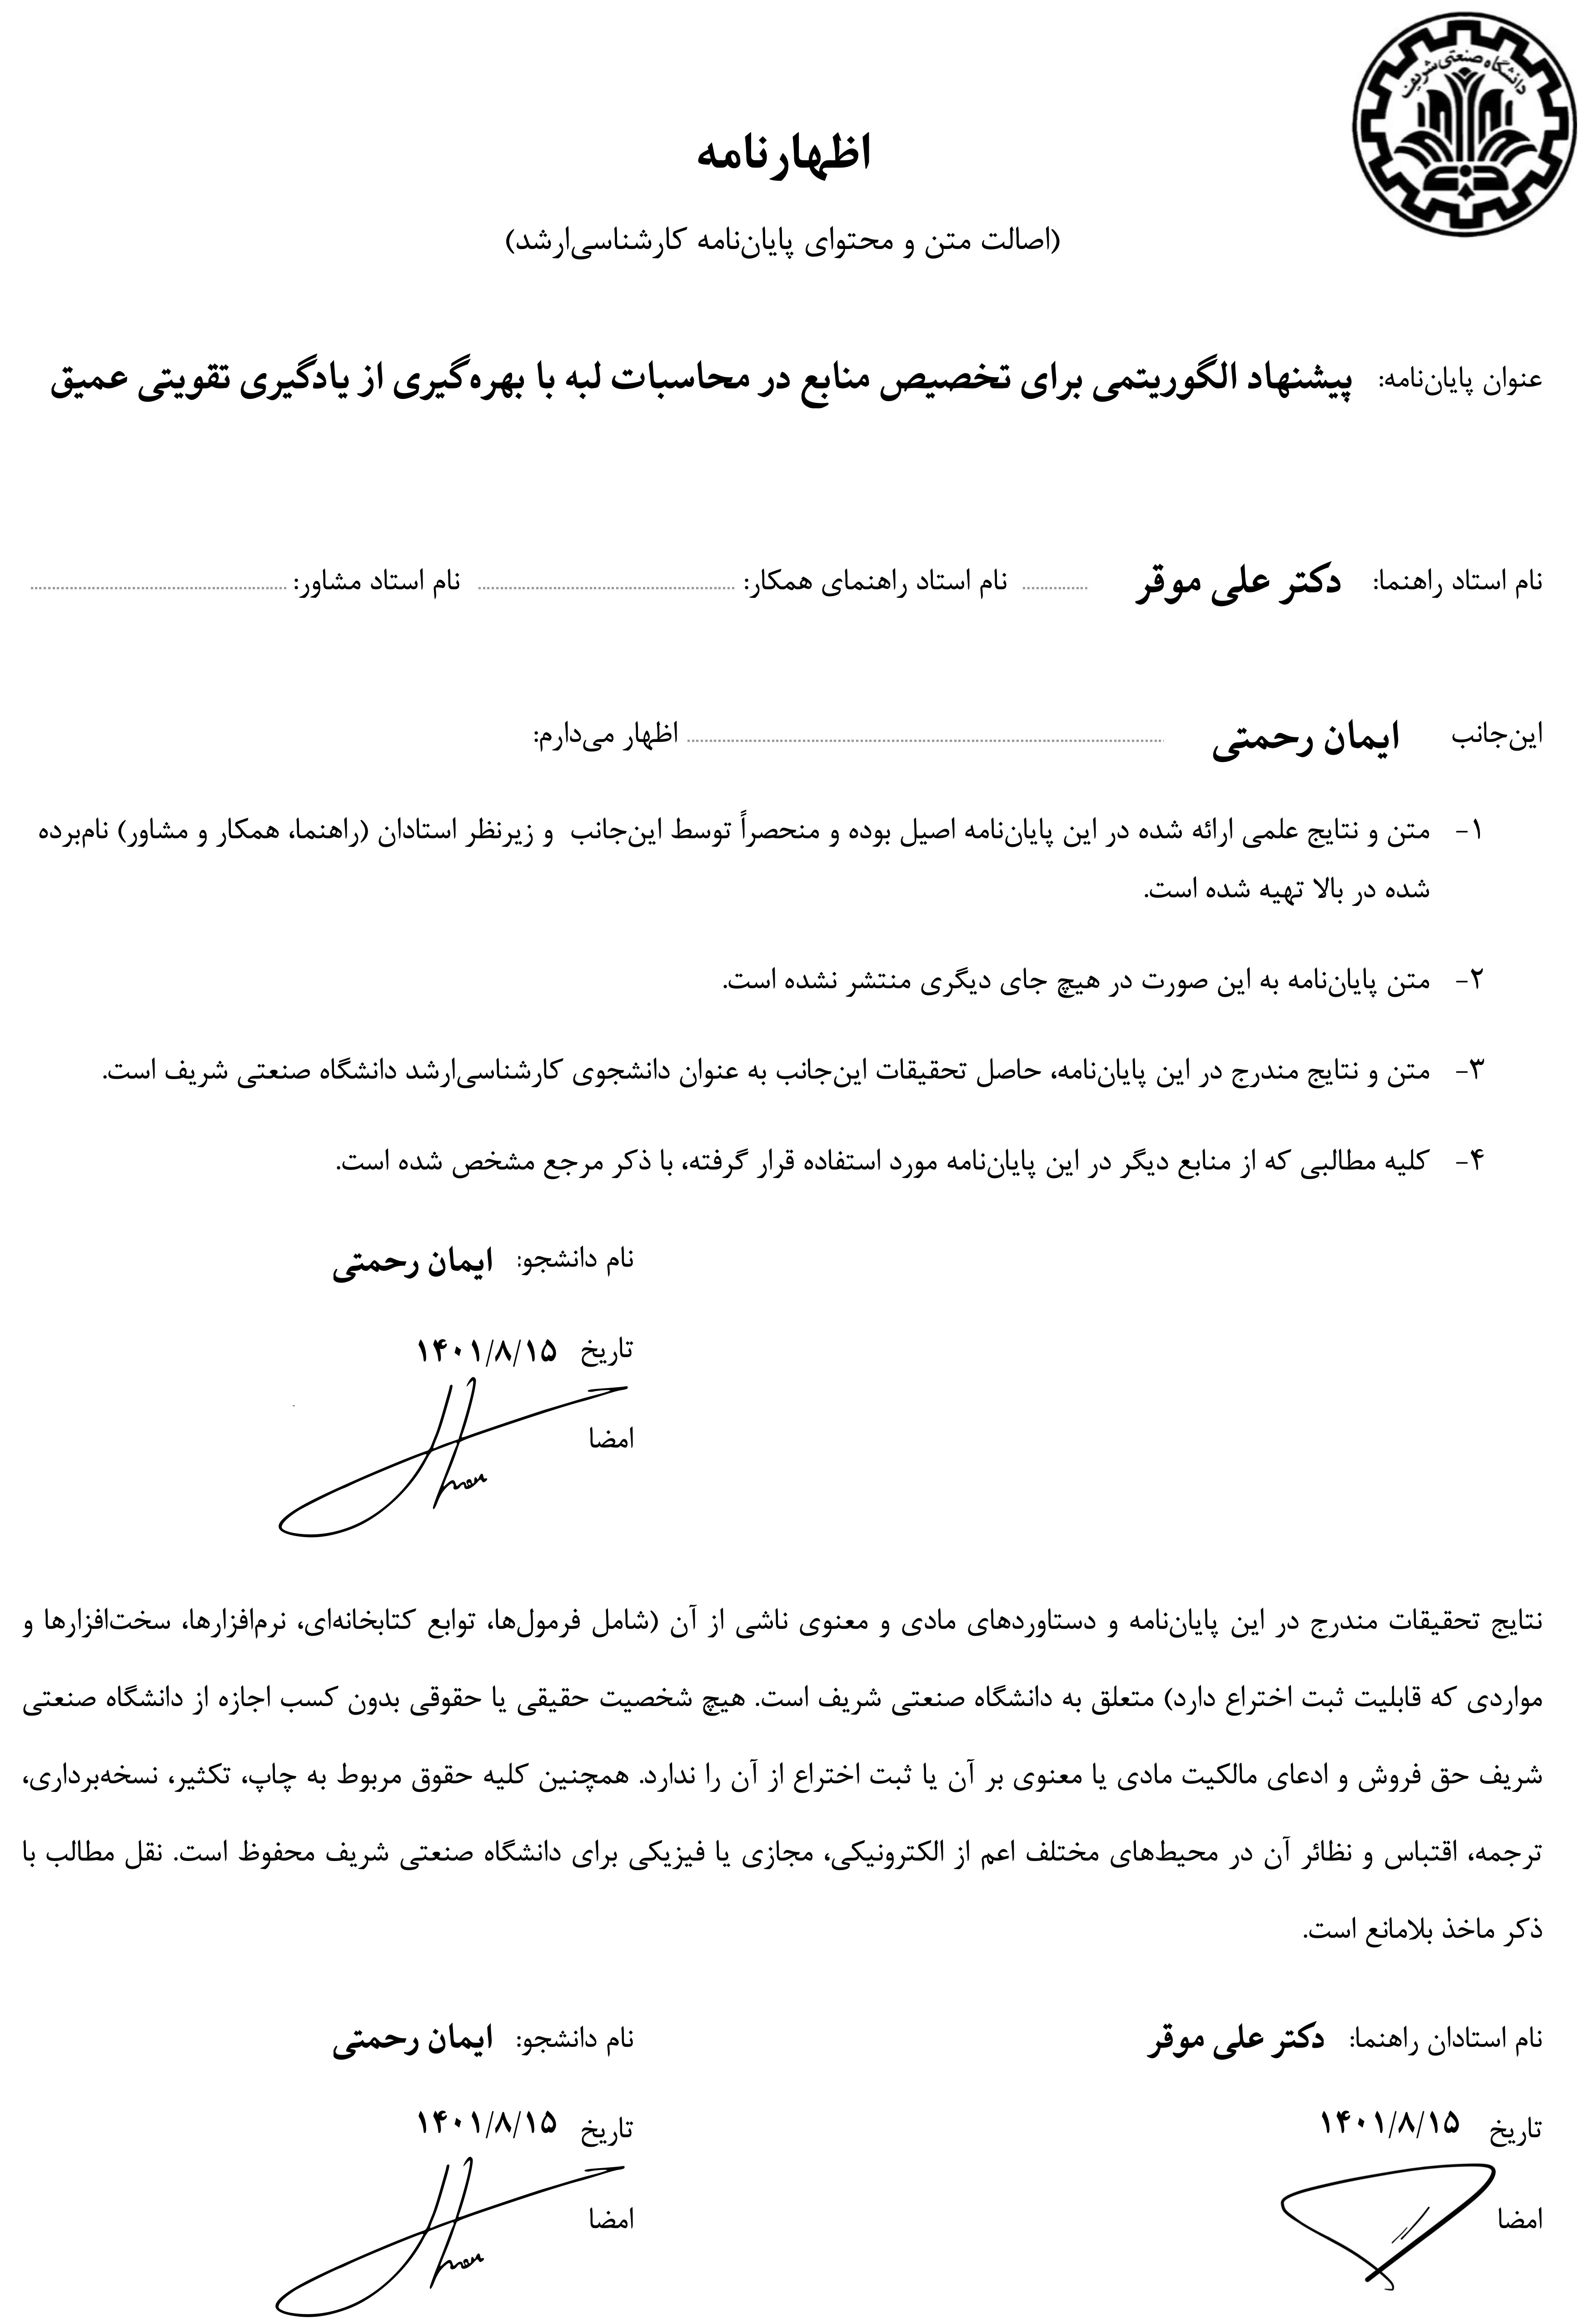 دانشگاه صنعتی شریف
اظهارنامه
(اصالت متن و محتوای پایان‌نامه کارشناسی‌ارشد)
عنوان پایان‌نامه: پیشنهاد الگوریتمی برای تخصیص منابع در محاسبات لبه با بهره‌گیری از یادگیری تقویتی عمیق
نام استاد راهنما: دکتر علی موقر ........... نام استاد راهنمای همکار: ........................... نام استاد مشاور: ...........................
این‌جانب ایمان رحمتی ........................................ اظهار می‌دارم:
۱- متن و نتایج علمی ارائه شده در این پایان‌نامه اصیل بوده و منحصراً توسط این‌جانب و زیرنظر استادان (راهنما، همکار و مشاور) نام‌برده
شده در بالا تهیه شده است.
۲- متن پایان‌نامه به این صورت در هیچ جای دیگری منتشر نشده است.
۳- متن و نتایج مندرج در این پایان‌نامه، حاصل تحقیقات این‌جانب به عنوان دانشجوی کارشناسی‌ارشد دانشگاه صنعتی شریف است.
۴- کلیه مطالبی که از منابع دیگر در این پایان‌نامه مورد استفاده قرار گرفته، با ذکر مرجع مشخص شده است.
نام دانشجو: ایمان رحمتی
تاریخ ۱۴۰۱/۸/۱۵
امضا
نتایج تحقیقات مندرج در این پایان‌نامه و دستاوردهای مادی و معنوی ناشی از آن (شامل فرمول‌ها، توابع کتابخانه‌ای، نرم‌افزارها، سخت‌افزارها و
مواردی که قابلیت ثبت اختراع دارد) متعلق به دانشگاه صنعتی شریف است. هیچ شخصیت حقیقی یا حقوقی بدون کسب اجازه از دانشگاه صنعتی
شریف حق فروش و ادعای مالکیت مادی یا معنوی بر آن یا ثبت اختراع از آن را ندارد. همچنین کلیه حقوق مربوط به چاپ، تکثیر، نسخه‌برداری،
ترجمه، اقتباس و نظائر آن در محیط‌های مختلف اعم از الکترونیکی، مجازی یا فیزیکی برای دانشگاه صنعتی شریف محفوظ است. نقل مطالب با
ذکر ماخذ بلامانع است.
نام استادان راهنما: دکتر علی موقر نام دانشجو: ایمان رحمتی
تاریخ ۱۴۰۱/۸/۱۵ تاریخ ۱۴۰۱/۸/۱۵
امضا امضا